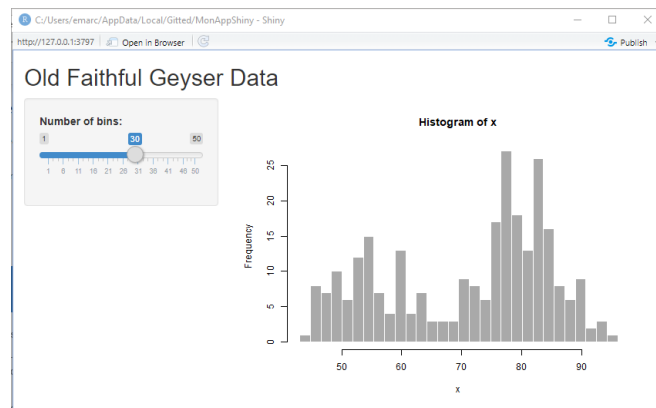 C:/Users/emarc/AppData/Local/Gitted/MonAppShiny - Shiny
http://127.0.0.1:3797 Open in Browser Publish
Old Faithful Geyser Data
Number of bins:
1 30 50
1 6 11 16 21 26 31 36 41 46 50
Histogram of x
Frequency
0 5 10 15 20 25
50 60 70 80 90
x